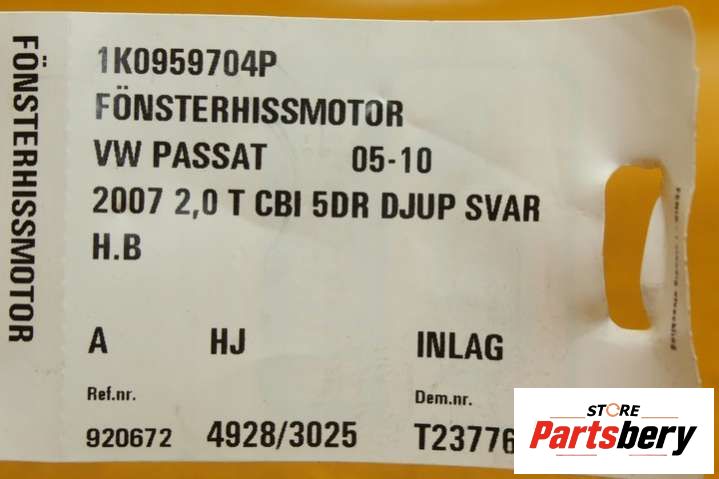 FÖNSTERHISSMOTOR
1K0959704P
FÖNSTERHISSMOTOR
VW PASSAT 05-10
2007 2,0 T CBI 5DR DJUP SVAR
H.B
A HJ INLAG
Ref.nr. Dem.nr.
920672 4928/3025 T23776
STORE
Partsbery